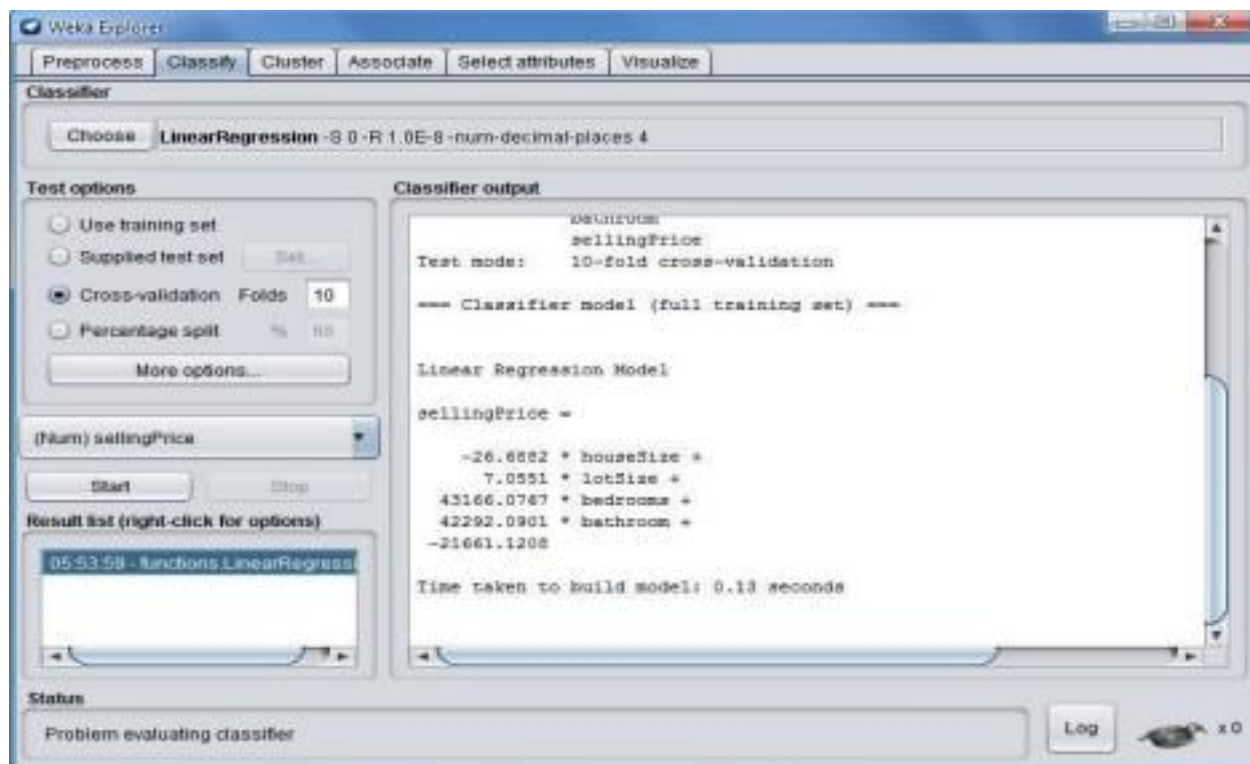 Weka Explorer
Preprocess Classify Cluster Associate Select attributes Visualize
Classifier
Choose LinearRegression -S 0 -R 1.0E-8 -num-decimal-places 4
Test options
Use training set
Supplied test set Set...
Cross-validation Folds 10
Percentage split %
More options...
(Num) sellingPrice
Start Stop
Result list (right-click for options)
05:53:59 - functions.LinearRegress
Classifier output
bathroom
sellingPrice
Test mode: 10-fold cross-validation
=== Classifier model (full training set) ===
Linear Regression Model
sellingPrice =
-26.6882 * houseSize +
7.0551 * lotSize +
43166.0767 * bedrooms +
42292.0901 * bathroom +
-21661.1208
Time taken to build model: 0.13 seconds
Status
Problem evaluating classifier
Log x 0